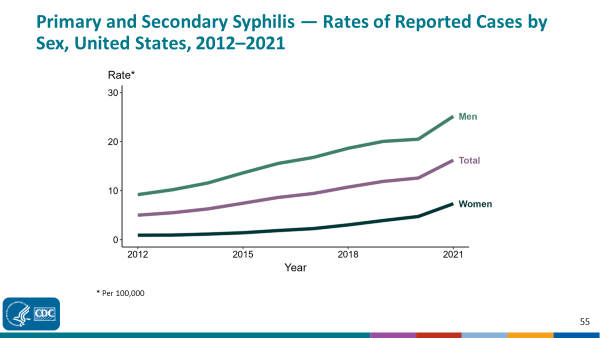 Primary and Secondary Syphilis — Rates of Reported Cases by
Sex, United States, 2012–2021
Rate*
30
20
10
0
Men
Total
Women
2012
2015
2018
2021
Year
* Per 100,000
CDC
55